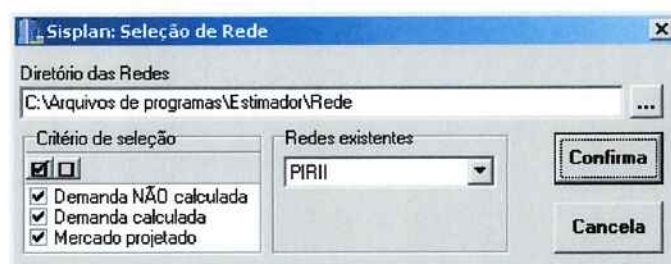 Sisplan: Seleção de Rede
Diretório das Redes
C:\Arquivos de programas\Estimador\Rede
...
Critério de seleção
Demanda NÃO calculada
Demanda calculada
Mercado projetado
Redes existentes
PIRII
Confirma
Cancela